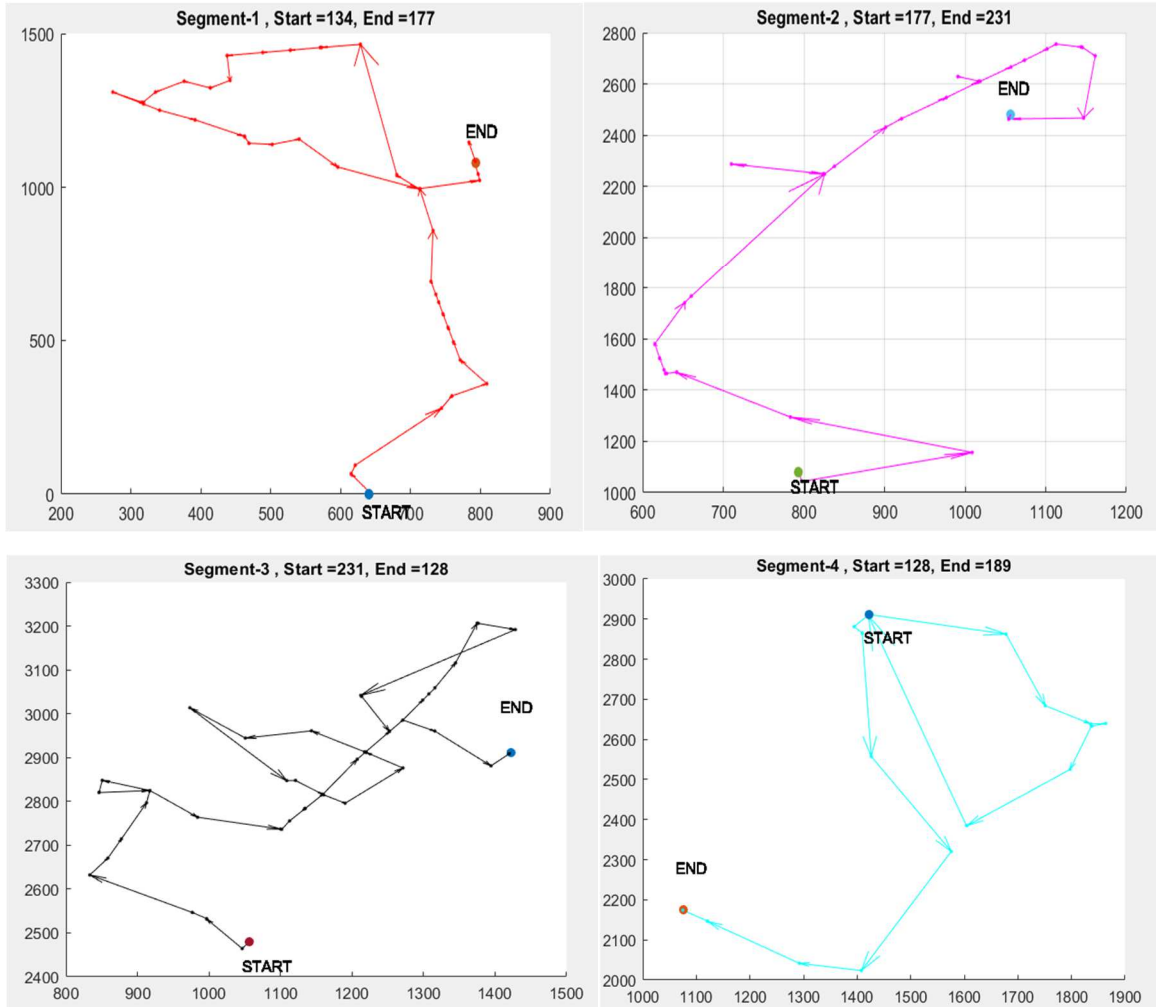 Segment-1 , Start =134, End =177
1500
1000
500
0
END
START
200 300 400 500 600 700 800 900
Segment-2 , Start =177, End =231
2800
2600
2400
2200
2000
1800
1600
1400
1200
1000
END
START
600 700 800 900 1000 1100 1200
Segment-3 , Start =231, End =128
3300
3200
3100
3000
2900
2800
2700
2600
2500
2400
END
START
800 900 1000 1100 1200 1300 1400 1500
Segment-4 , Start =128, End =189
3000
2900
2800
2700
2600
2500
2400
2300
2200
2100
2000
START
END
1000 1100 1200 1300 1400 1500 1600 1700 1800 1900